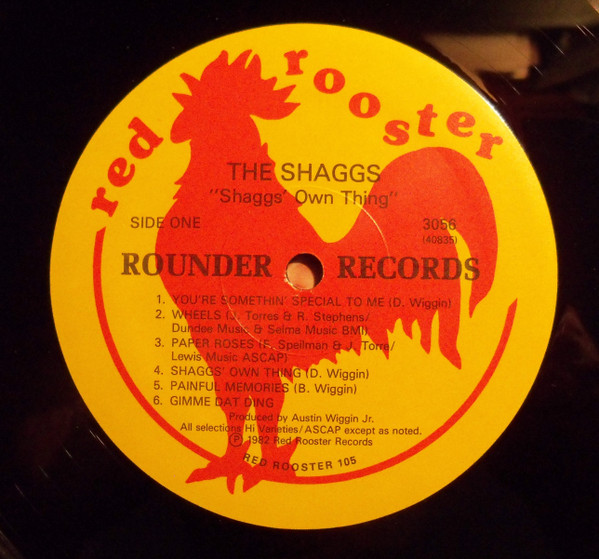 red rooster
THE SHAGGS
"Shaggs' Own Thing"
SIDE ONE
3056
(40835)
ROUNDER RECORDS
1. YOU'RE SOMETHIN' SPECIAL TO ME (D. Wiggin)
2. WHEELS (J. Torres & R. Stephens/
Dundee Music & Selma Music BMI)
3. PAPER ROSES (F. Spellman & J. Torre/
Lewis Music ASCAP)
4. SHAGGS' OWN THING (D. Wiggin)
5. PAINFUL MEMORIES (B. Wiggin)
6. GIMME DAT DING
Produced by Austin Wiggin Jr.
All selections Hi Varieties/ASCAP except as noted.
Ⓟ 1982 Red Rooster Records
RED ROOSTER 105